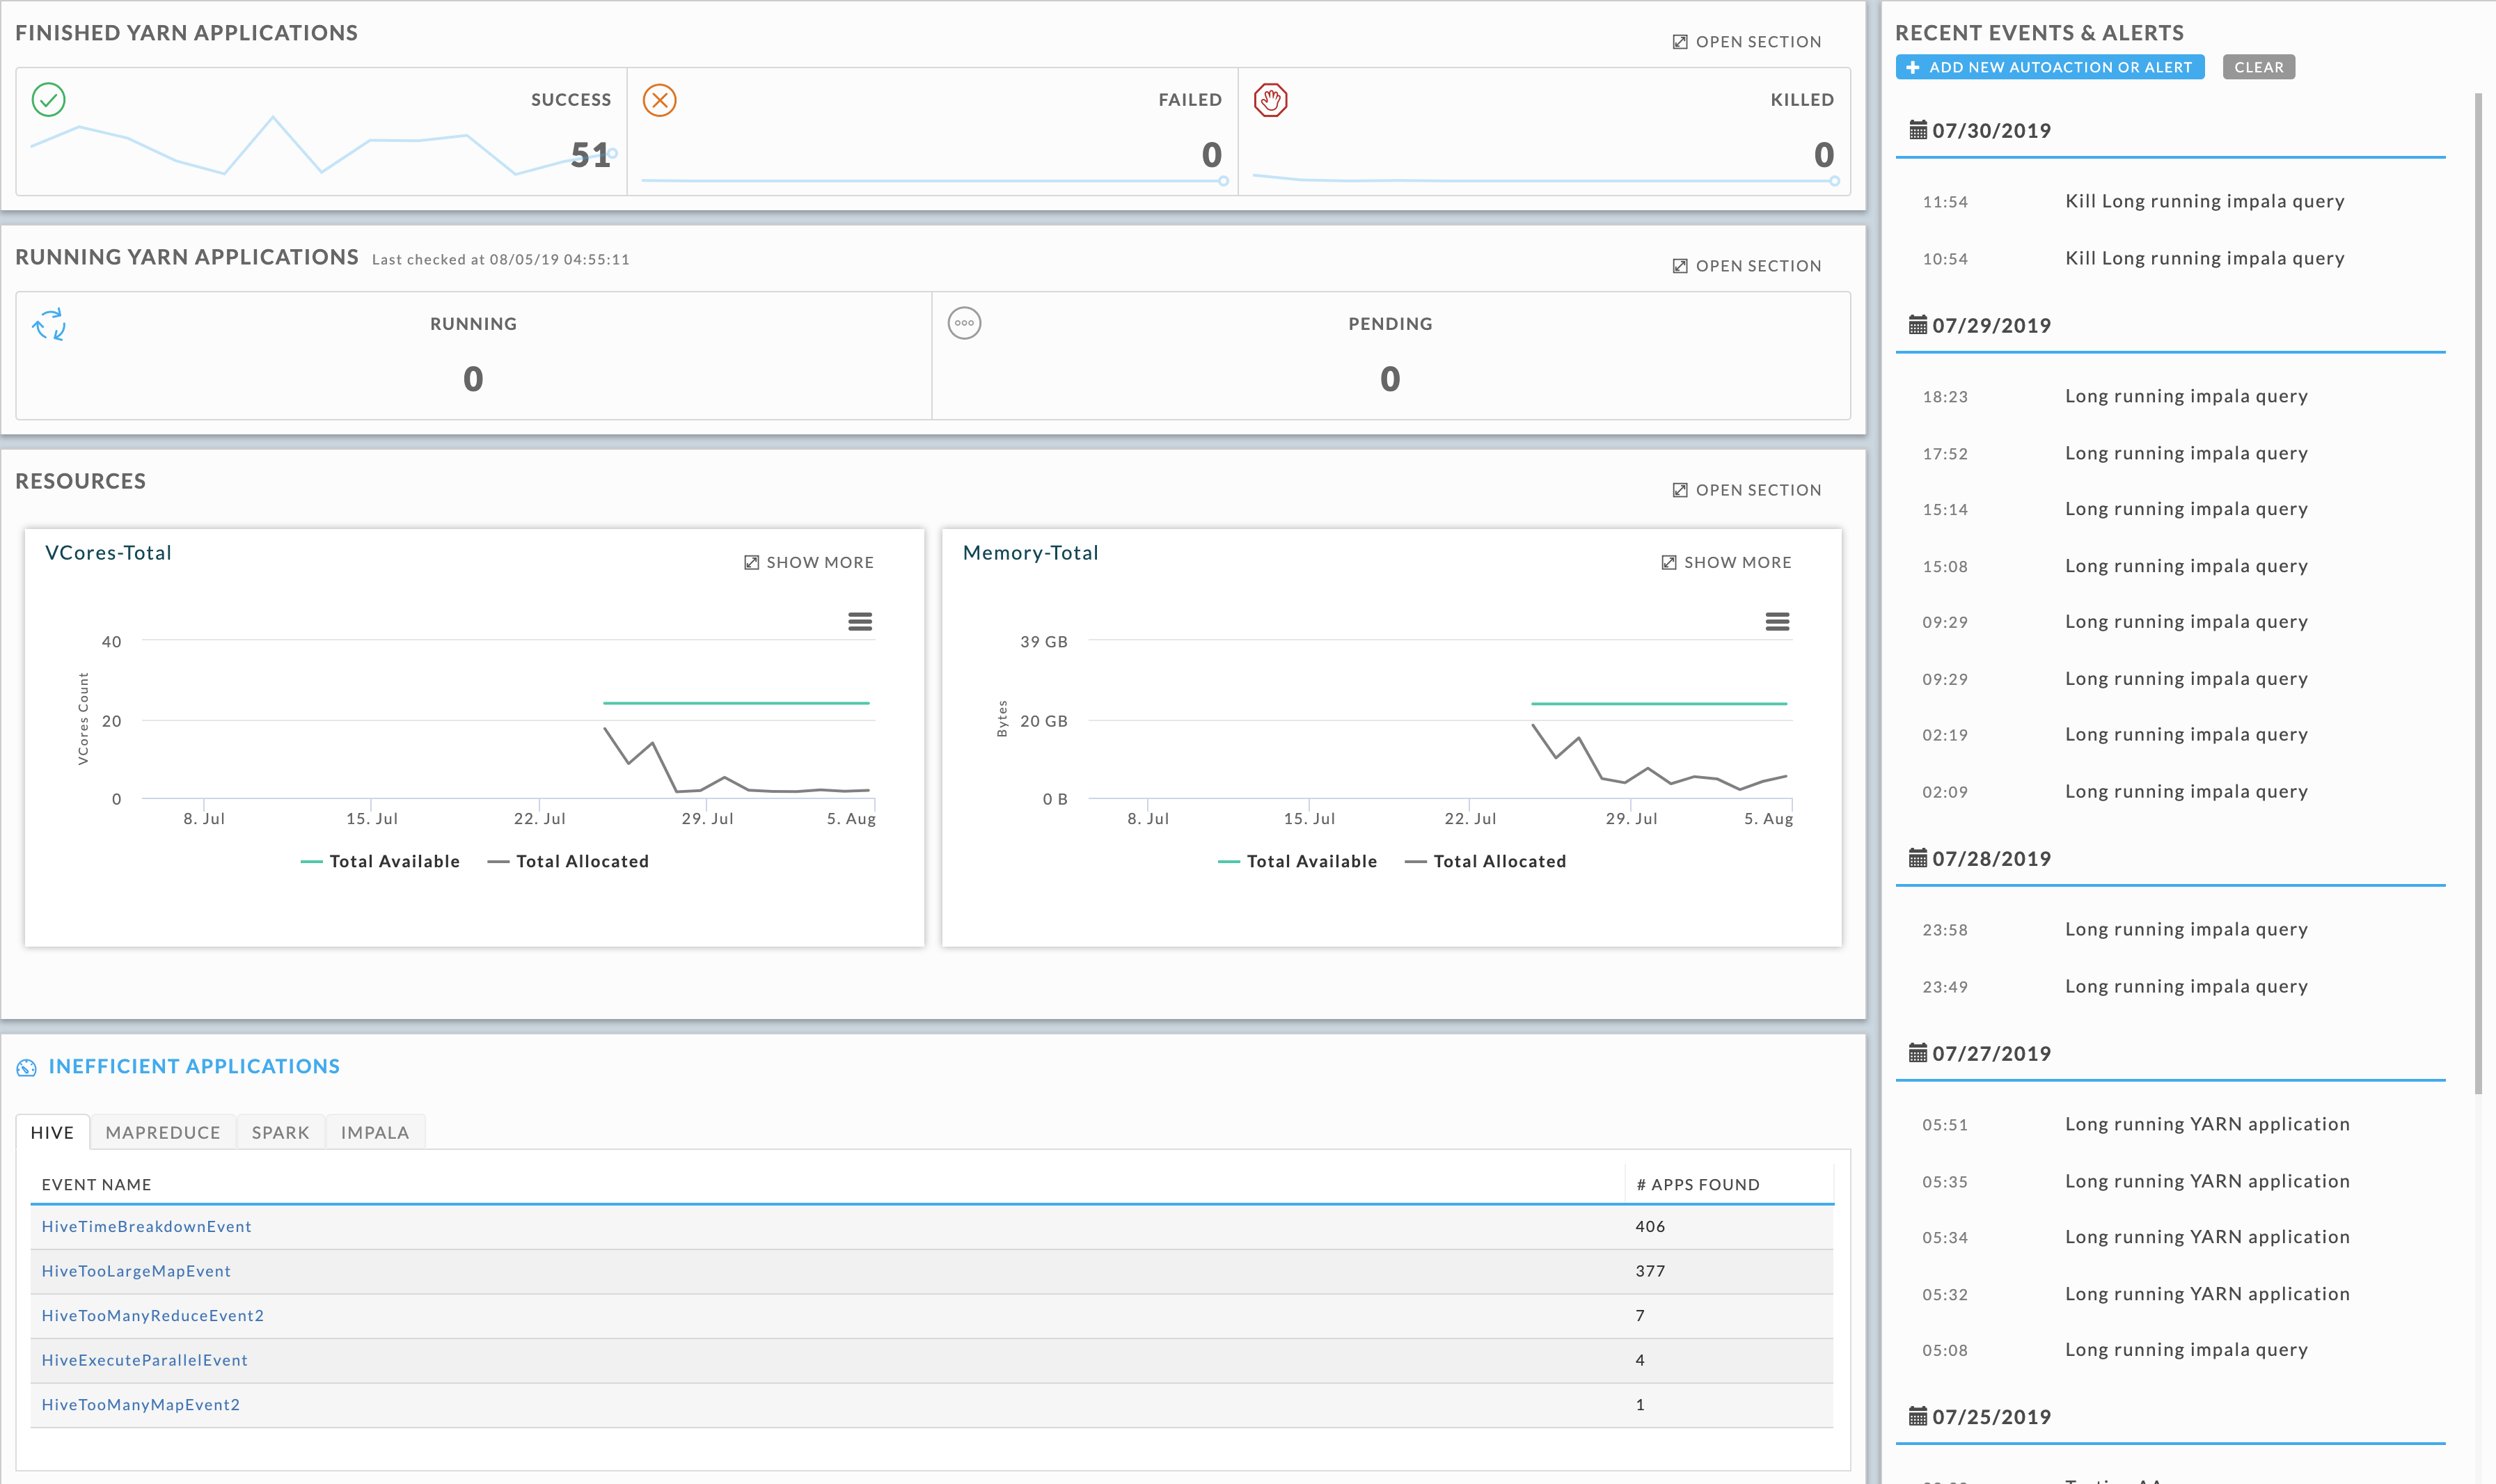 FINISHED YARN APPLICATIONS
OPEN SECTION
SUCCESS
51
FAILED
0
KILLED
0
RUNNING YARN APPLICATIONS Last checked at 08/05/19 04:55:11
OPEN SECTION
RUNNING
0
PENDING
0
RESOURCES
OPEN SECTION
VCores-Total
SHOW MORE
40
20
0
VCores Count
8. Jul 15. Jul 22. Jul 29. Jul 5. Aug
Total Available Total Allocated
Memory-Total
SHOW MORE
39 GB
20 GB
0 B
Bytes
8. Jul 15. Jul 22. Jul 29. Jul 5. Aug
Total Available Total Allocated
INEFFICIENT APPLICATIONS
HIVE MAPREDUCE SPARK IMPALA
EVENT NAME # APPS FOUND
HiveTimeBreakdownEvent 406
HiveTooLargeMapEvent 377
HiveTooManyReduceEvent2 7
HiveExecuteParallelEvent 4
HiveTooManyMapEvent2 1
RECENT EVENTS & ALERTS
ADD NEW AUTOACTION OR ALERT CLEAR
07/30/2019
11:54 Kill Long running impala query
10:54 Kill Long running impala query
07/29/2019
18:23 Long running impala query
17:52 Long running impala query
15:14 Long running impala query
15:08 Long running impala query
09:29 Long running impala query
09:29 Long running impala query
02:19 Long running impala query
02:09 Long running impala query
07/28/2019
23:58 Long running impala query
23:49 Long running impala query
07/27/2019
05:51 Long running YARN application
05:35 Long running YARN application
05:34 Long running YARN application
05:32 Long running YARN application
05:08 Long running impala query
07/25/2019